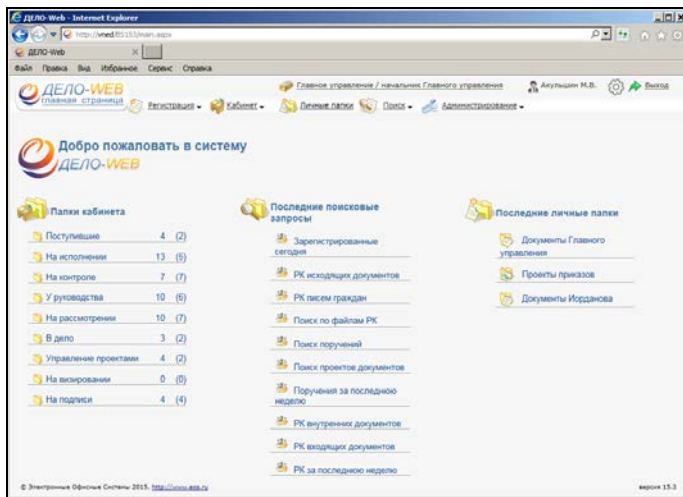 ДЕЛО-Web - Internet Explorer
ДЕЛО-Web
Файл Правка Вид Избранное Сервис Справка
ДЕЛО-WEB
главная страница
Главное управление / начальник Главного управления
Акульшин М.В.
Выход
Регистрация Кабинет Личные папки Поиск Администрирование
Добро пожаловать в систему
ДЕЛО-WEB
Папки кабинета
Поступившие 4 (2)
На исполнении 13 (5)
На контроле 7 (7)
У руководства 10 (6)
На рассмотрении 10 (7)
В дело 3 (2)
Управление проектами 4 (2)
На визировании 0 (0)
На подписи 4 (4)
Последние поисковые
запросы
Зарегистрированные
сегодня
РК исходящих документов
РК писем граждан
Поиск по файлам РК
Поиск поручений
Поиск проектов документов
Поручения за последнюю
неделю
РК внутренних документов
РК входящих документов
РК за последнюю неделю
Последние личные папки
Документы Главного
управления
Проекты приказов
Документы Иорданова
© Электронные Офисные Системы 2015, http://www.eos.ru
версия 15.3